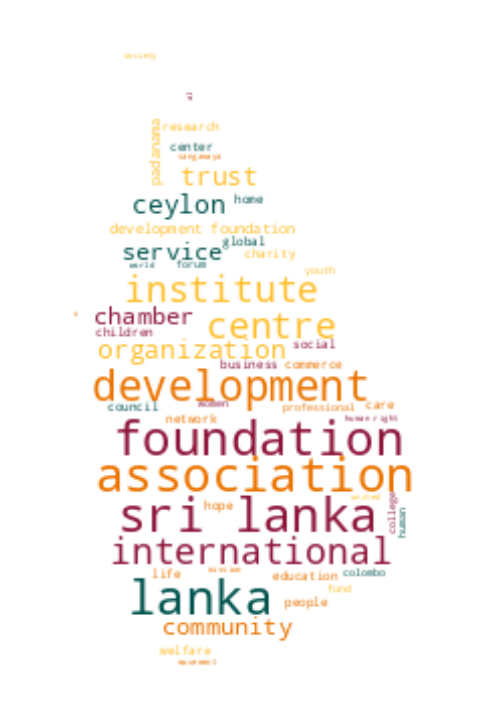 society
research
padanama
center
sangamaya
trust
ceylon
home
development foundation
global
service
charity
world
forum
youth
institute
chamber
centre
children
organization
social
business
commerce
development
council
women
professional
care
network
human right
foundation
association
united
college
sri lanka
hope
human
international
life
mission
education
colombo
lanka
fund
people
community
welfare
movement